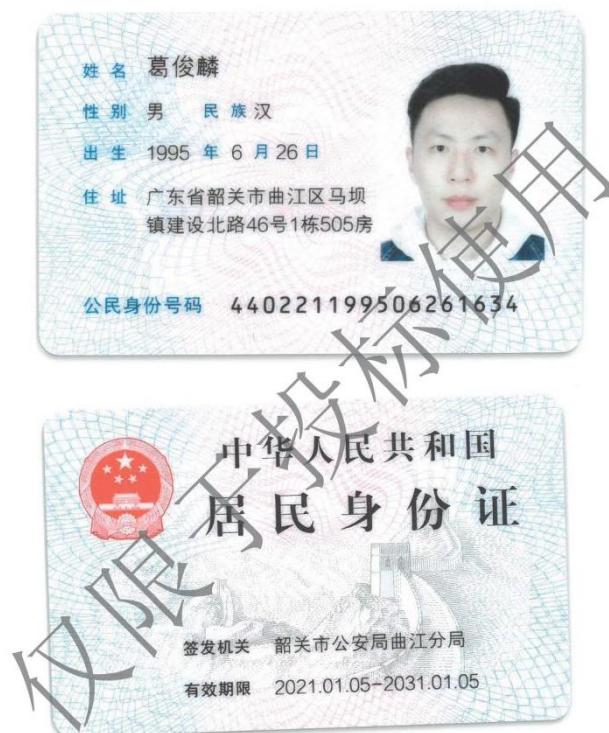 姓名 葛俊麟
性别 男 民族 汉
出生 1995 年 6 月 26 日
住址 广东省韶关市曲江区马坝
镇建设北路46号1栋505房
公民身份号码 440221199506261634
中华人民共和国
居民身份证
签发机关 韶关市公安局曲江分局
有效期限 2021.01.05-2031.01.05
仅限于投标使用